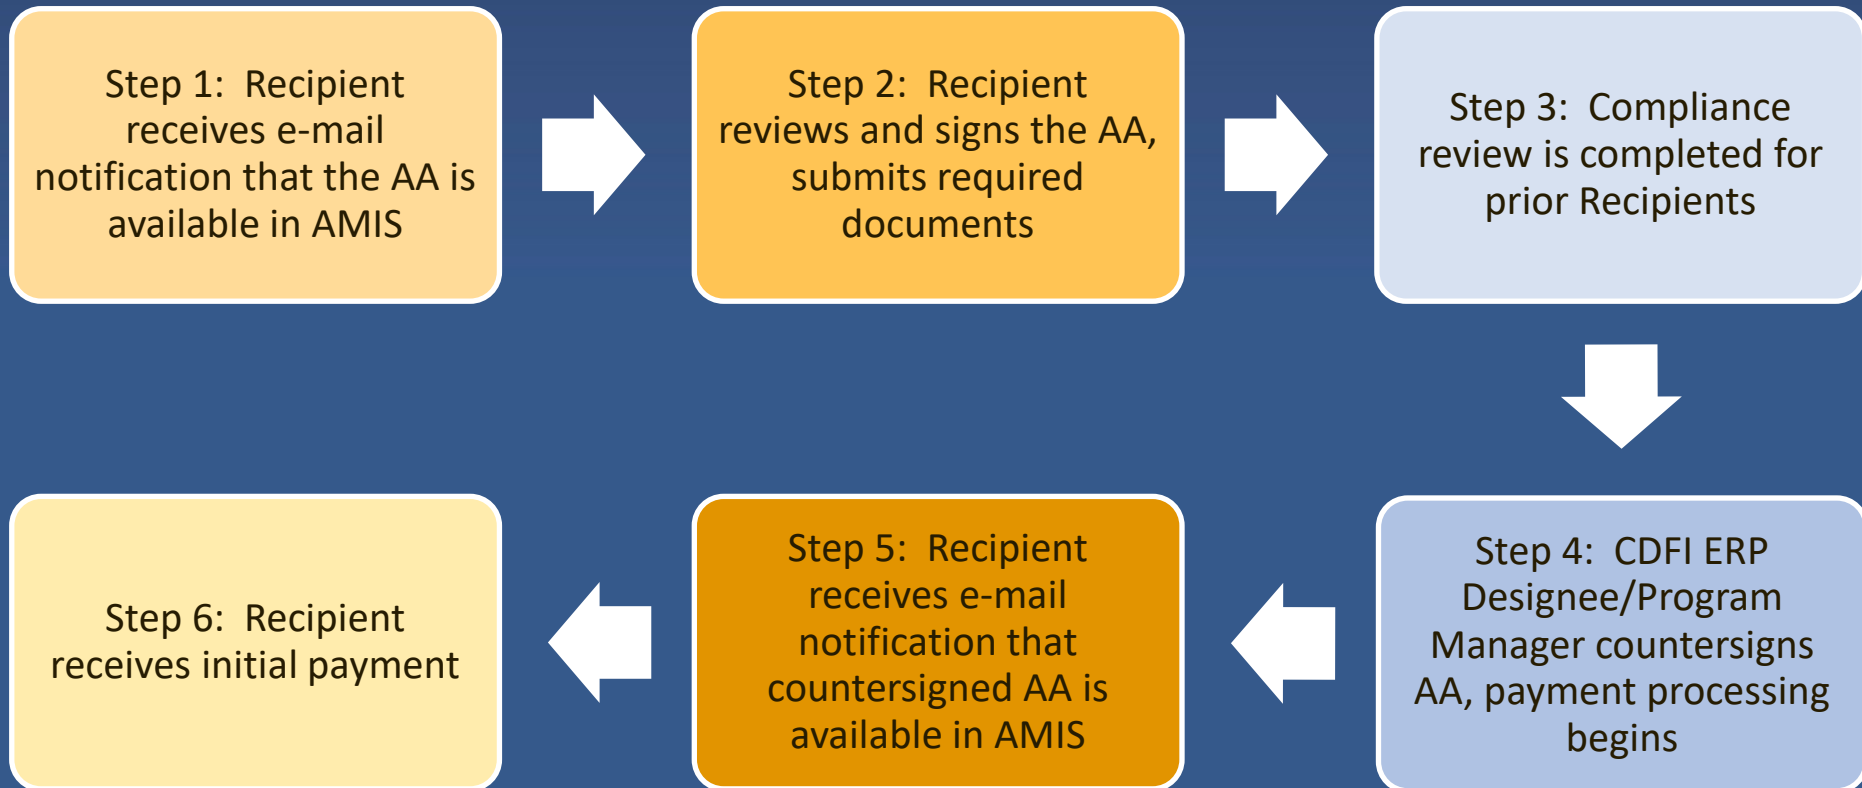 Step 1:  Recipient
receives e-mail
notification that the AA is
available in AMIS
Step 2:  Recipient
reviews and signs the AA,
submits required
documents
Step 3:  Compliance
review is completed for
prior Recipients
Step 4:  CDFI ERP
Designee/Program
Manager countersigns
AA, payment processing
begins
Step 5:  Recipient
receives e-mail
notification that
countersigned AA is
available in AMIS
Step 6:  Recipient
receives initial payment